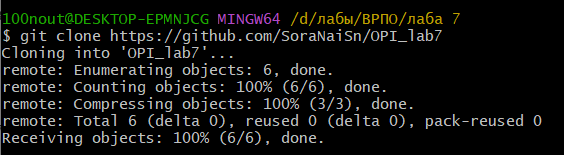 100nout@DESKTOP-EPMNJCG MINGW64 /d/лабы/ВРПО/лаба 7
$ git clone https://github.com/SoraNaiSn/OPI_lab7
Cloning into 'OPI_lab7'...
remote: Enumerating objects: 6, done.
remote: Counting objects: 100% (6/6), done.
remote: Compressing objects: 100% (3/3), done.
remote: Total 6 (delta 0), reused 0 (delta 0), pack-reused 0
Receiving objects: 100% (6/6), done.